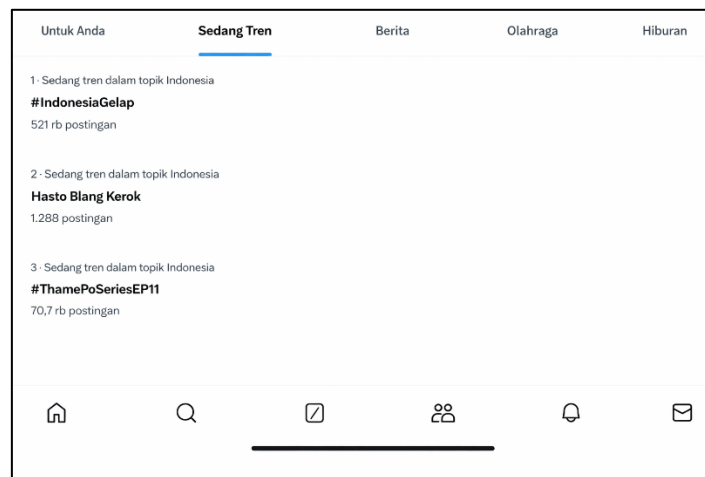 Untuk Anda Sedang Tren Berita Olahraga Hiburan
1 · Sedang tren dalam topik Indonesia
#IndonesiaGelap
521 rb postingan
2 · Sedang tren dalam topik Indonesia
Hasto Blang Kerok
1.288 postingan
3 · Sedang tren dalam topik Indonesia
#ThamePoSeriesEP11
70,7 rb postingan